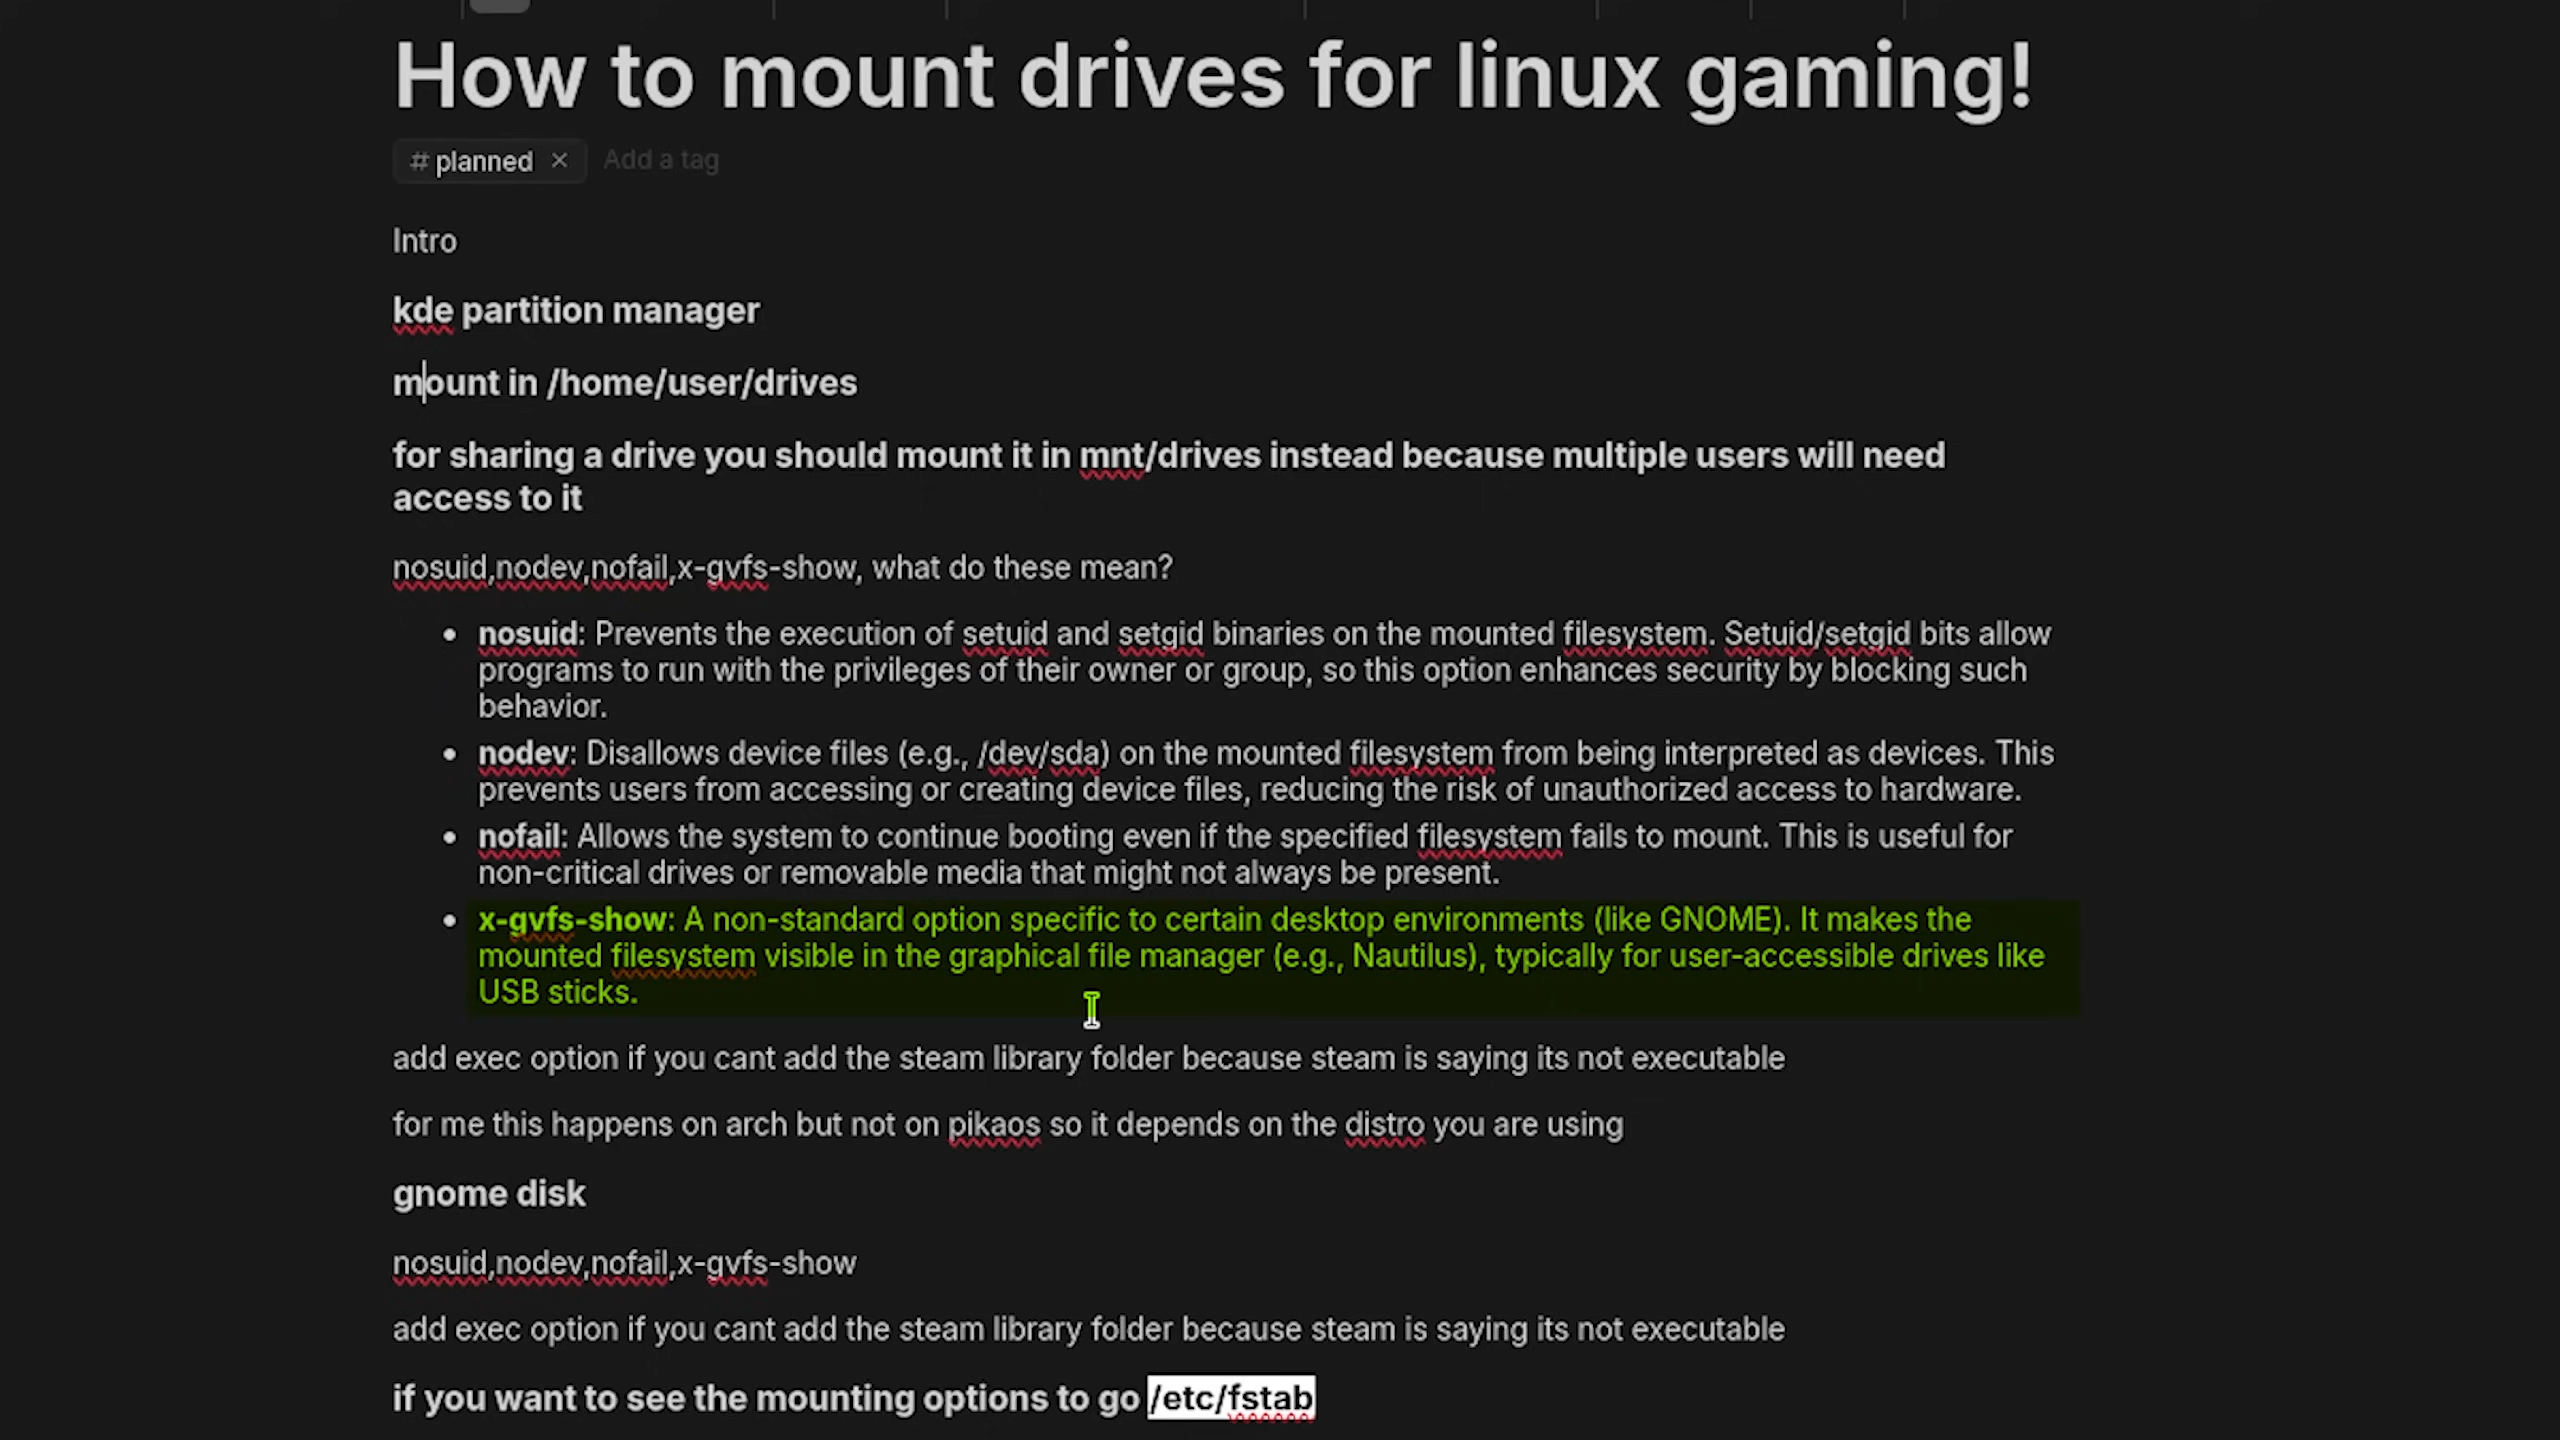 How to mount drives for linux gaming!
# planned × Add a tag
Intro
kde partition manager
mount in /home/user/drives
for sharing a drive you should mount it in mnt/drives instead because multiple users will need
access to it
nosuid,nodev,nofail,x-gvfs-show, what do these mean?
• nosuid: Prevents the execution of setuid and setgid binaries on the mounted filesystem. Setuid/setgid bits allow
programs to run with the privileges of their owner or group, so this option enhances security by blocking such
behavior.
• nodev: Disallows device files (e.g., /dev/sda) on the mounted filesystem from being interpreted as devices. This
prevents users from accessing or creating device files, reducing the risk of unauthorized access to hardware.
• nofail: Allows the system to continue booting even if the specified filesystem fails to mount. This is useful for
non-critical drives or removable media that might not always be present.
• x-gvfs-show: A non-standard option specific to certain desktop environments (like GNOME). It makes the
mounted filesystem visible in the graphical file manager (e.g., Nautilus), typically for user-accessible drives like
USB sticks.
add exec option if you cant add the steam library folder because steam is saying its not executable
for me this happens on arch but not on pikaos so it depends on the distro you are using
gnome disk
nosuid,nodev,nofail,x-gvfs-show
add exec option if you cant add the steam library folder because steam is saying its not executable
if you want to see the mounting options to go /etc/fstab